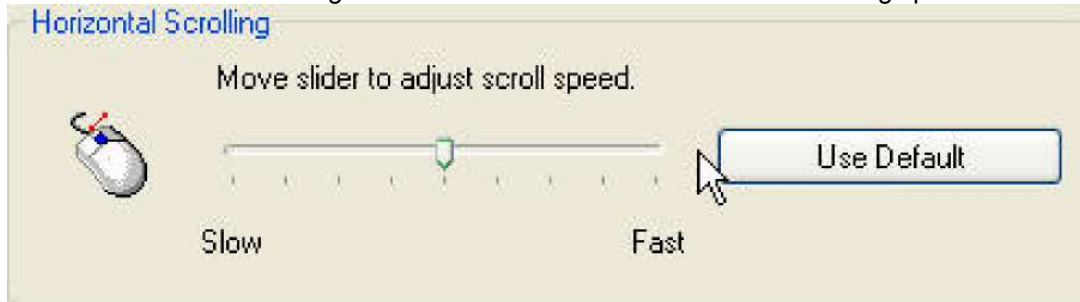 Horizontal Scrolling
Move slider to adjust scroll speed.
Use Default
Slow Fast